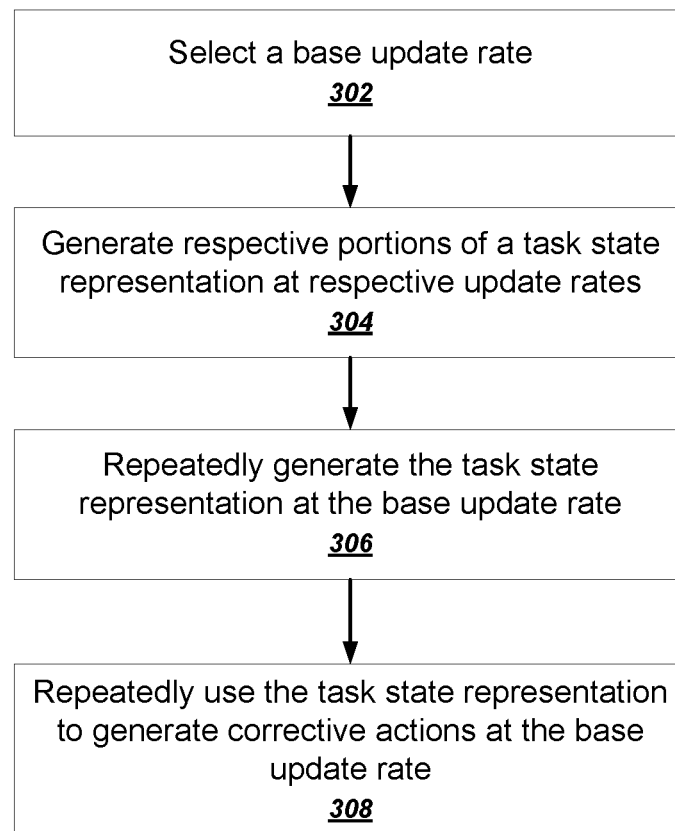 Select a base update rate
302
Generate respective portions of a task state
representation at respective update rates
304
Repeatedly generate the task state
representation at the base update rate
306
Repeatedly use the task state representation
to generate corrective actions at the base
update rate
308